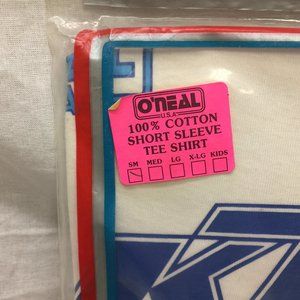 O'NEAL
U.S.A
100% COTTON
SHORT SLEEVE
TEE SHIRT
SM MED LG X-LG KIDS